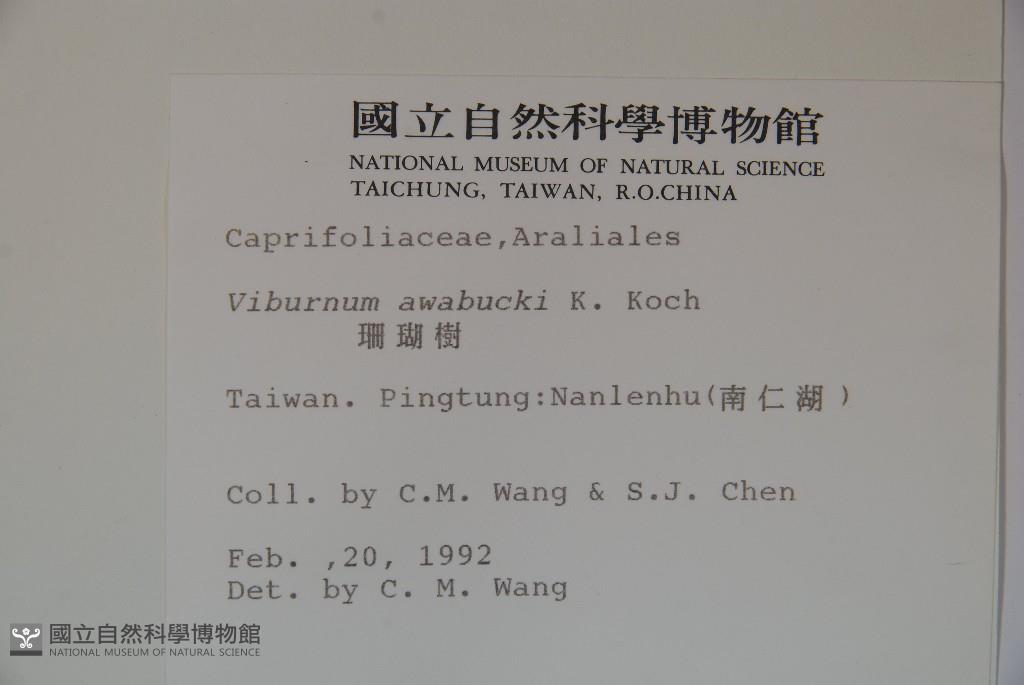 國立自然科學博物館
NATIONAL MUSEUM OF NATURAL SCIENCE
TAICHUNG, TAIWAN, R.O.CHINA
Caprifoliaceae,Araliales
Viburnum awabucki K. Koch
珊瑚樹
Taiwan. Pingtung:Nanlenhu(南仁湖)
Coll. by C.M. Wang & S.J. Chen
Feb. ,20, 1992
Det. by C. M. Wang
國立自然科學博物館
NATIONAL MUSEUM OF NATURAL SCIENCE